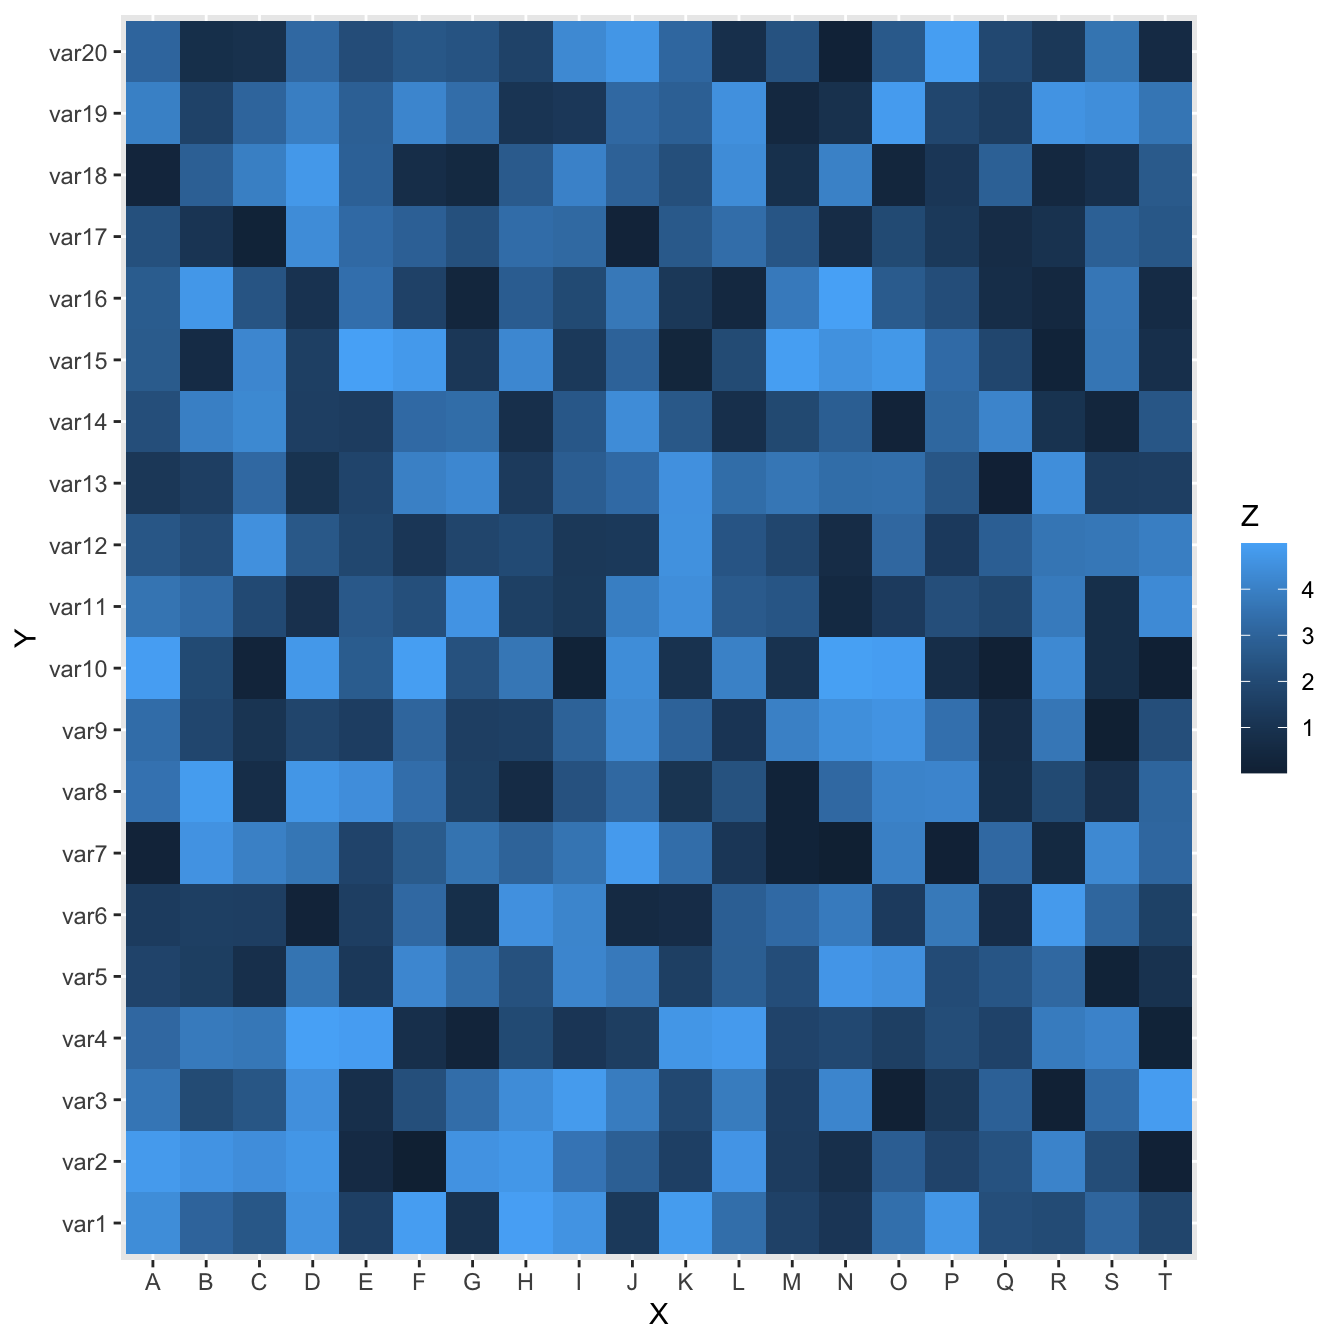 var20
var19
var18
var17
var16
var15
var14
var13
var12
var11
var10
var9
var8
var7
var6
var5
var4
var3
var2
var1
Y
A B C D E F G H I J K L M N O P Q R S T
X
Z
4
3
2
1